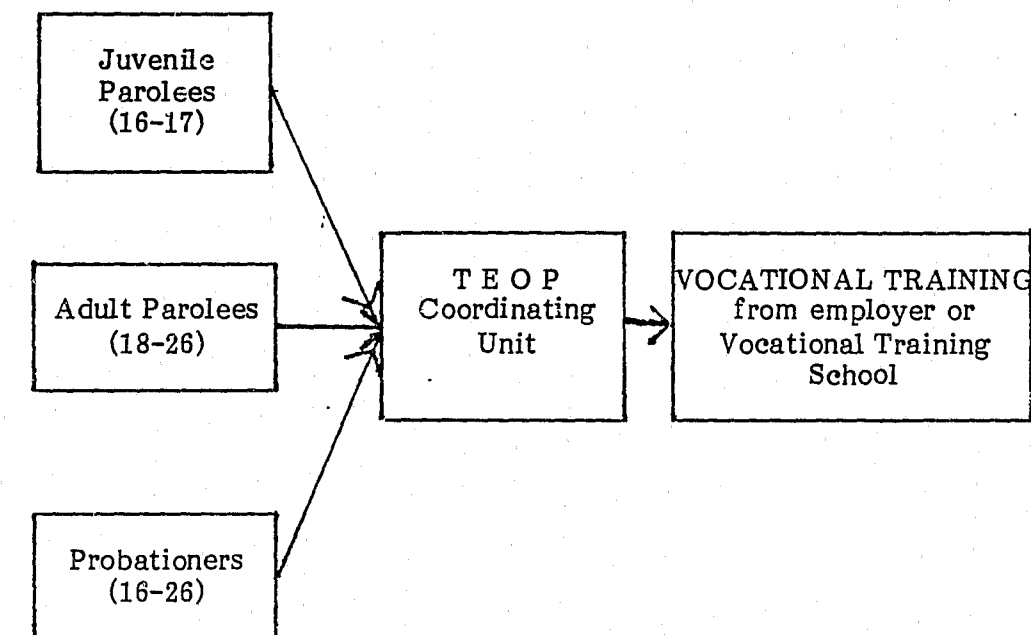 Juvenile
Parolees
(16-17)
Adult Parolees
(18-26)
Probationers
(16-26)
T E O P
Coordinating
Unit
VOCATIONAL TRAINING
from employer or
Vocational Training
School